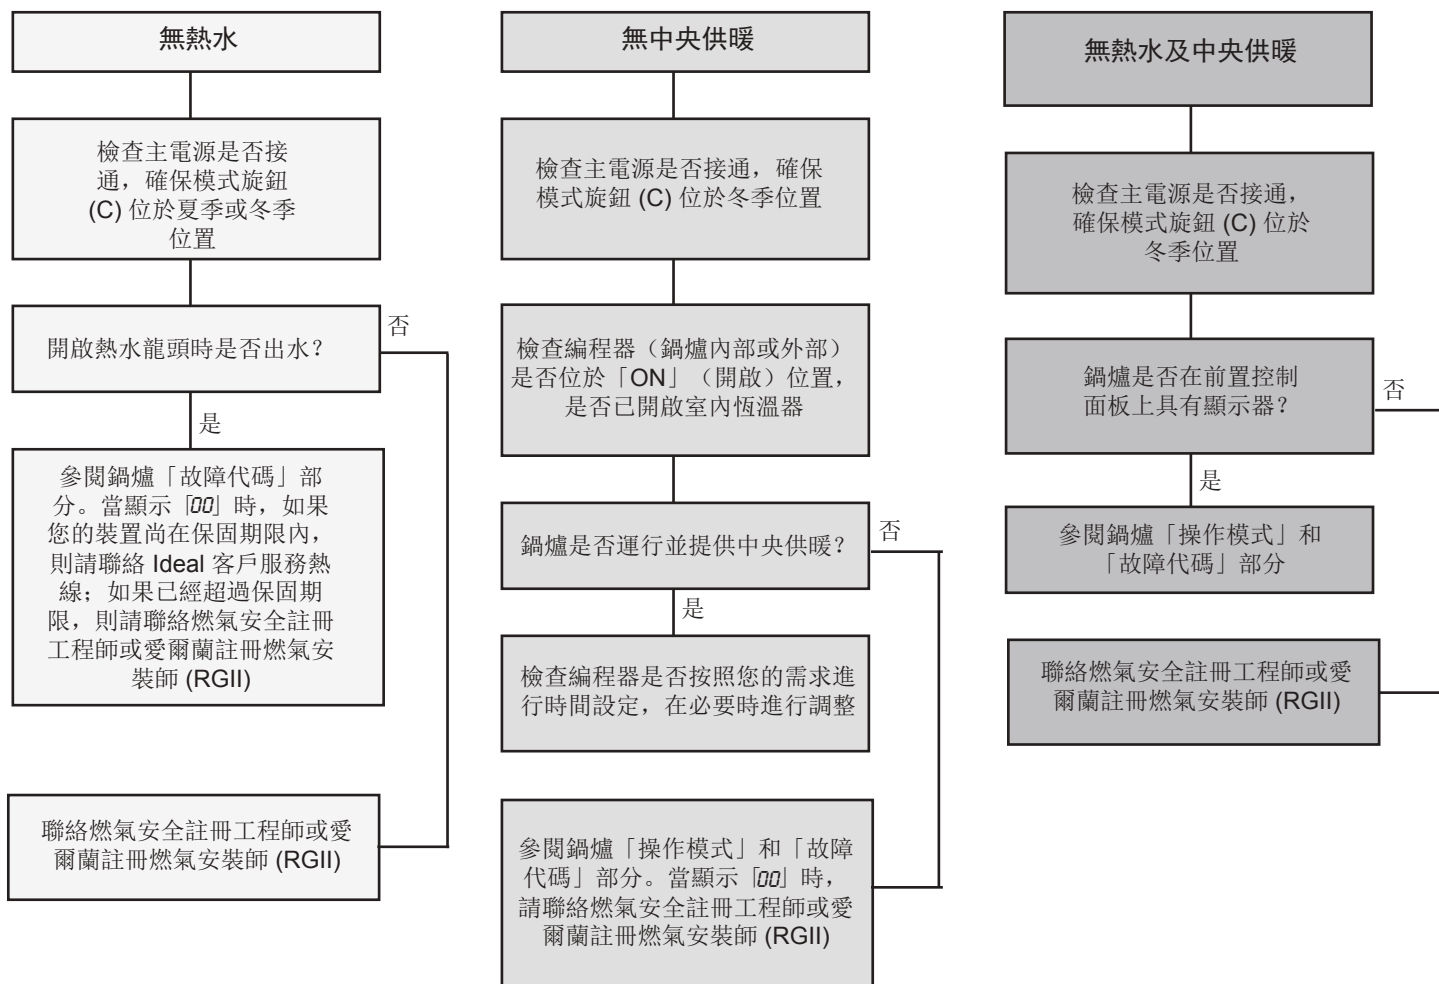 無熱水
檢查主電源是否接
通，確保模式旋鈕
(C) 位於夏季或冬季
位置
開啟熱水龍頭時是否出水？
否
是
參閱鍋爐「故障代碼」部
分。當顯示「00」時，如果
您的裝置尚在保固期限內，
則請聯絡 Ideal 客戶服務熱
線；如果已經超過保固期
限，則請聯絡燃氣安全註冊
工程師或愛爾蘭註冊燃氣安
裝師 (RGII)
聯絡燃氣安全註冊工程師或愛
爾蘭註冊燃氣安裝師 (RGII)
無中央供暖
檢查主電源是否接通，確保
模式旋鈕 (C) 位於冬季位置
檢查編程器（鍋爐內部或外部）
是否位於「ON」（開啟）位置，
是否已開啟室內恆溫器
鍋爐是否運行並提供中央供暖？
否
是
檢查編程器是否按照您的需求進
行時間設定，在必要時進行調整
參閱鍋爐「操作模式」和「故障
代碼」部分。當顯示「00」時，
請聯絡燃氣安全註冊工程師或愛
爾蘭註冊燃氣安裝師 (RGII)
無熱水及中央供暖
檢查主電源是否接通，
確保模式旋鈕 (C) 位於
冬季位置
鍋爐是否在前置控制
面板上具有顯示器？
否
是
參閱鍋爐「操作模式」和
「故障代碼」部分
聯絡燃氣安全註冊工程師或愛
爾蘭註冊燃氣安裝師 (RGII)